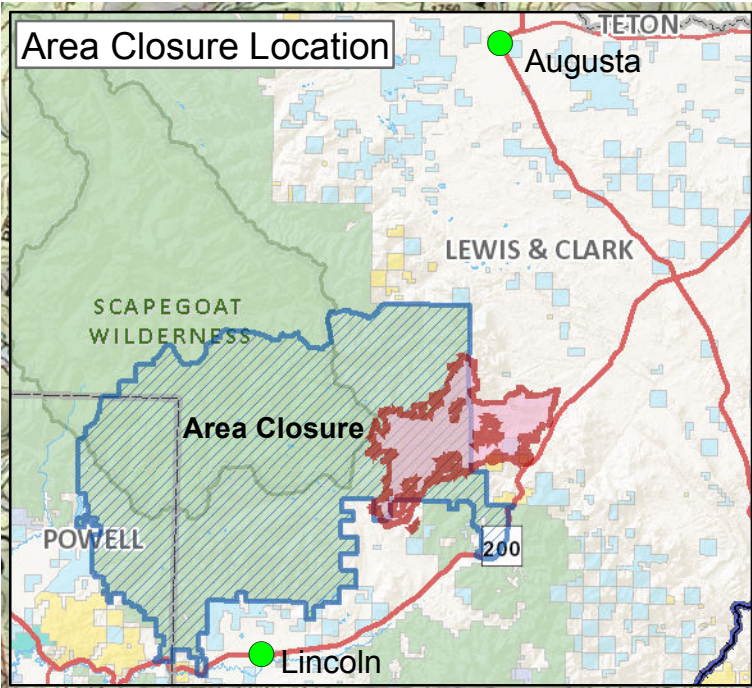 Area Closure Location
TETON
Augusta
LEWIS & CLARK
SCAPEGOAT
WILDERNESS
Area Closure
POWELL
200
Lincoln